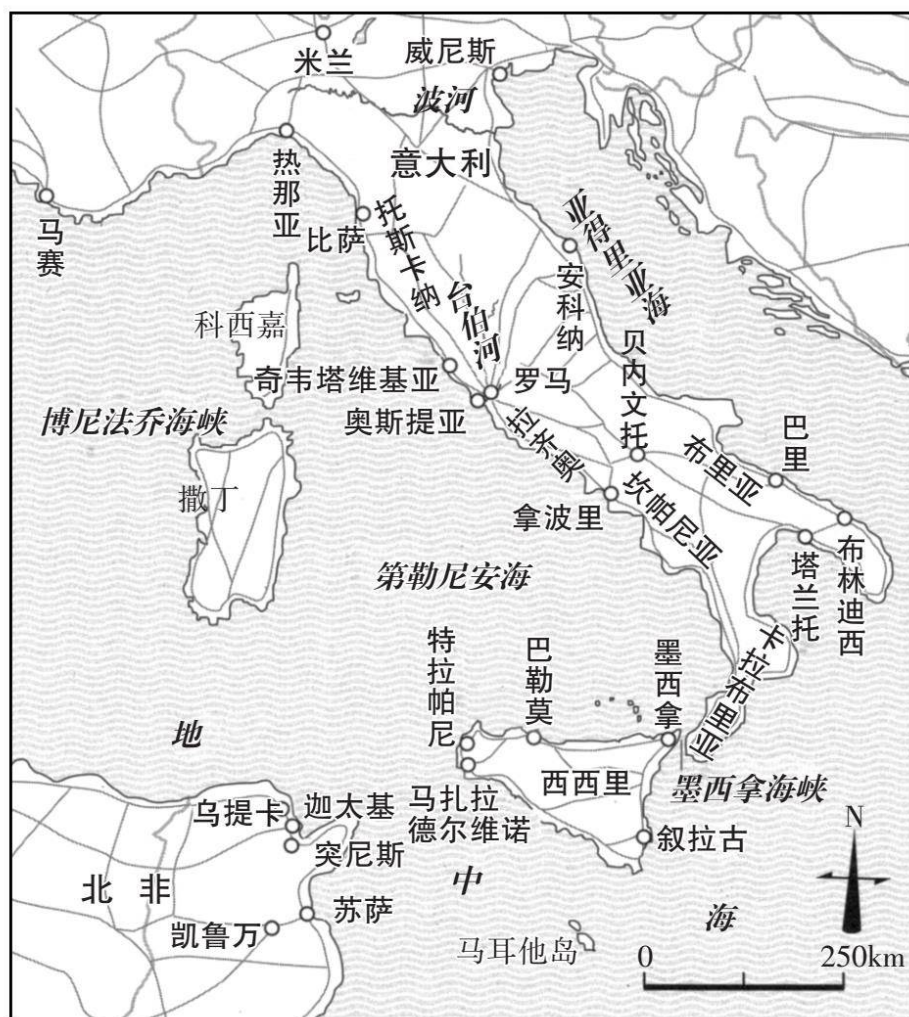 米兰
威尼斯
波河
热那亚
意大利
马赛
比萨
托斯卡纳
亚得里亚海
安科纳
台伯河
科西嘉
奇韦塔维基亚
罗马
贝内文托
博尼法乔海峡
奥斯提亚
拉齐奥
布里亚
巴里
撒丁
拿波里
坎帕尼亚
第勒尼安海
塔兰托
布林迪西
特拉帕尼
巴勒莫
墨西拿
卡拉布里亚
地
西西里
墨西拿海峡
乌提卡
迦太基
马扎拉
德尔维诺
突尼斯
叙拉古
N
北非
中
苏萨
海
凯鲁万
马耳他岛
0
250km